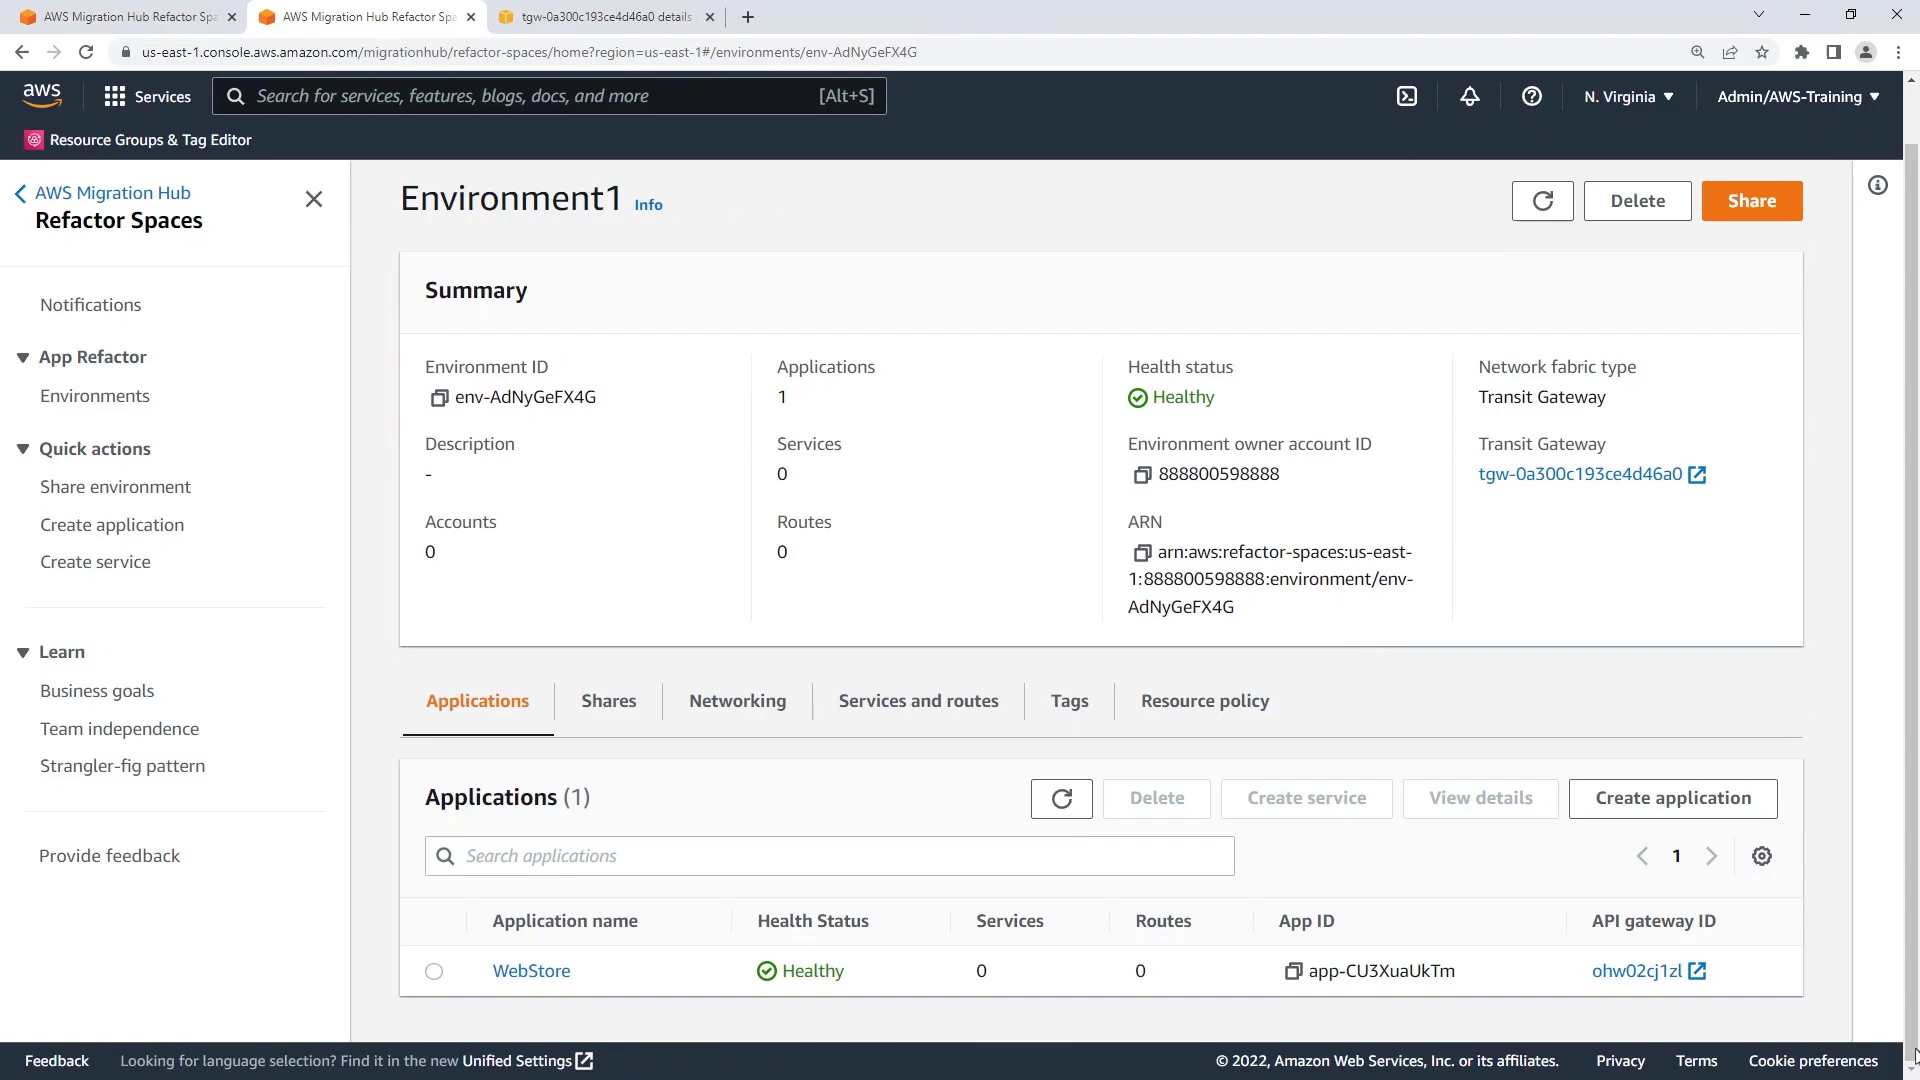 AWS Migration Hub Refactor Spa
AWS Migration Hub Refactor Spa
tgw-0a300c193ce4d46a0 details
us-east-1.console.aws.amazon.com/migrationhub/refactor-spaces/home?region=us-east-1#/environments/env-AdNyGeFX4G
aws
Services
Search for services, features, blogs, docs, and more
[Alt+S]
N. Virginia
Admin/AWS-Training
Resource Groups & Tag Editor
AWS Migration Hub
Refactor Spaces
Notifications
App Refactor
Environments
Quick actions
Share environment
Create application
Create service
Learn
Business goals
Team independence
Strangler-fig pattern
Provide feedback
Environment1 Info
Delete
Share
Summary
Environment ID
env-AdNyGeFX4G
Description
-
Accounts
0
Applications
1
Services
0
Routes
0
Health status
Healthy
Environment owner account ID
888800598888
ARN
arn:aws:refactor-spaces:us-east-
1:888800598888:environment/env-
AdNyGeFX4G
Network fabric type
Transit Gateway
Transit Gateway
tgw-0a300c193ce4d46a0
Applications
Shares
Networking
Services and routes
Tags
Resource policy
Applications (1)
Delete
Create service
View details
Create application
Search applications
1
Application name
Health Status
Services
Routes
App ID
API gateway ID
WebStore
Healthy
0
0
app-CU3XuaUkTm
ohw02cj1zl
Feedback
Looking for language selection? Find it in the new Unified Settings
© 2022, Amazon Web Services, Inc. or its affiliates.
Privacy
Terms
Cookie preferences